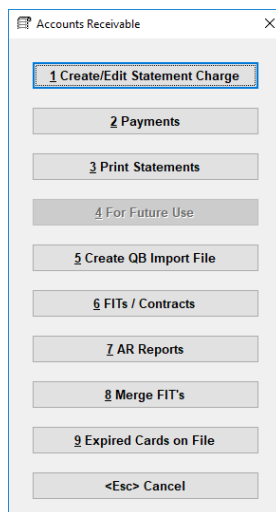 Accounts Receivable
1 Create/Edit Statement Charge
2 Payments
3 Print Statements
4 For Future Use
5 Create QB Import File
6 FITs / Contracts
7 AR Reports
8 Merge FIT's
9 Expired Cards on File
<Esc> Cancel